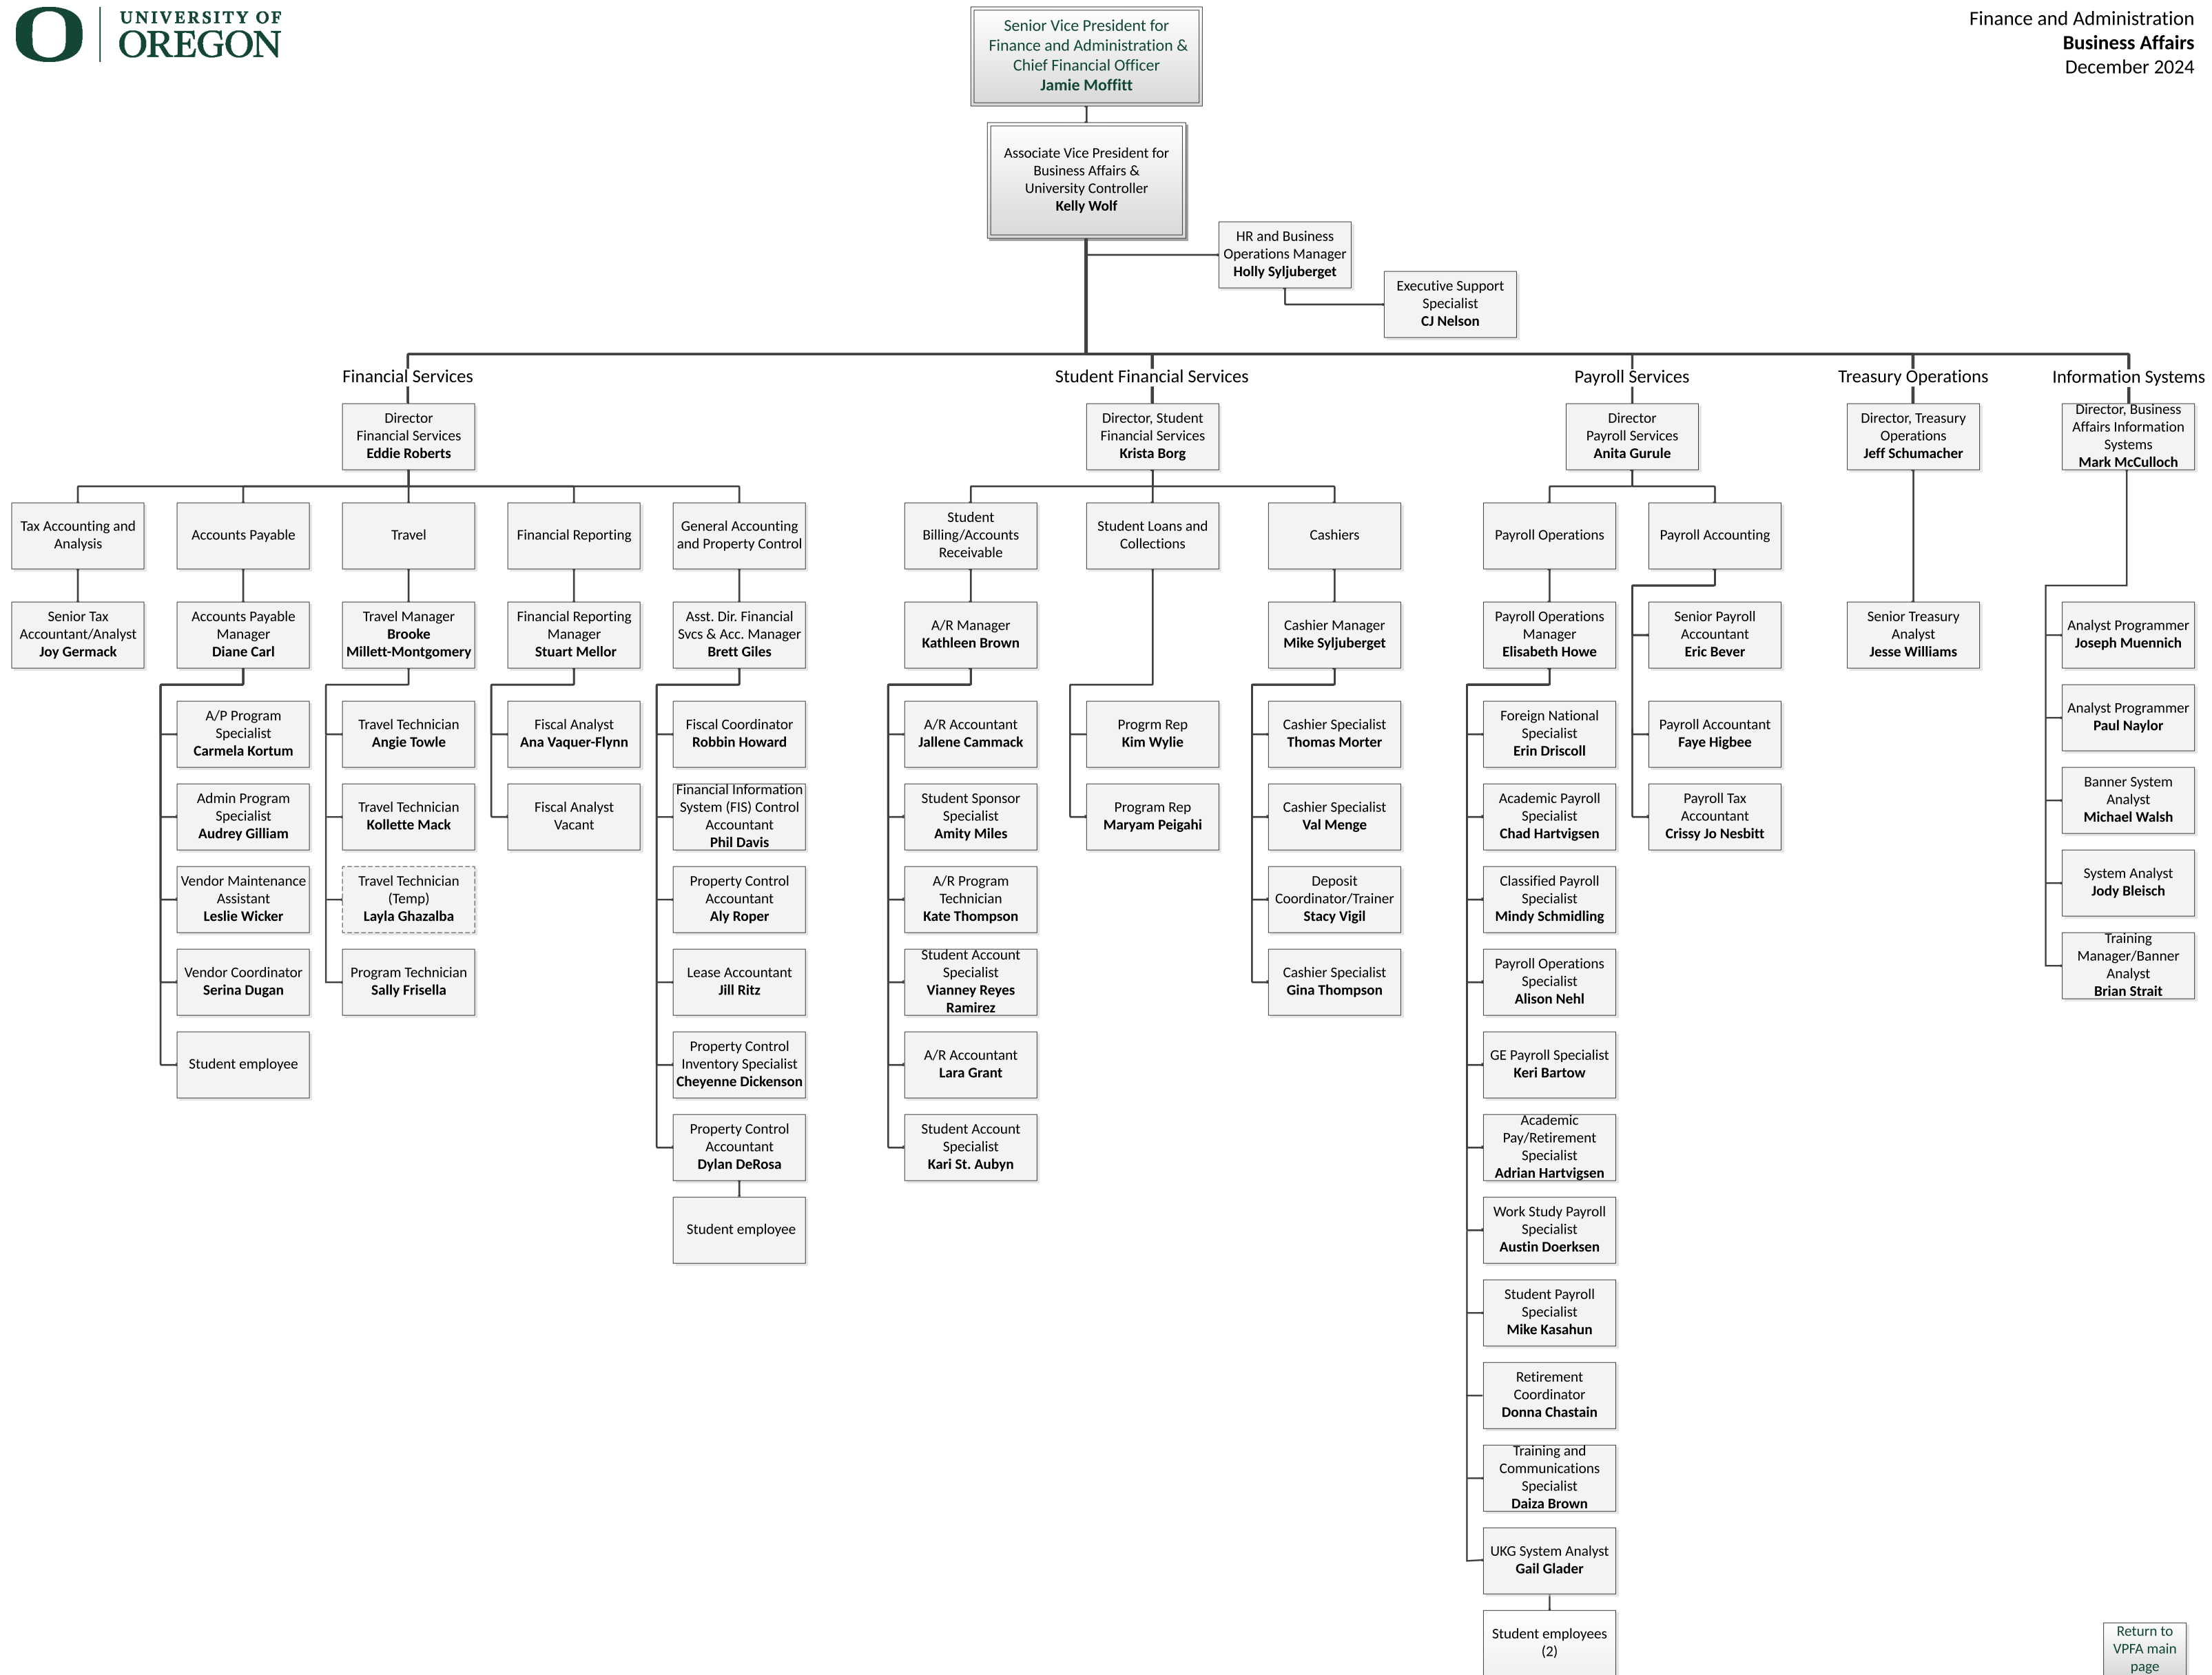 UNIVERSITY OF
OREGON
Senior Vice President for
Finance and Administration &
Chief Financial Officer
Jamie Moffitt
Finance and Administration
Business Affairs
December 2024
Associate Vice President for
Business Affairs &
University Controller
Kelly Wolf
HR and Business
Operations Manager
Holly Syljuberget
Executive Support
Specialist
CJ Nelson
Financial Services
Director
Financial Services
Eddie Roberts
Tax Accounting and
Analysis
Senior Tax
Accountant/Analyst
Joy Germack
Accounts Payable
Accounts Payable
Manager
Diane Carl
A/P Program
Specialist
Carmela Kortum
Admin Program
Specialist
Audrey Gilliam
Vendor Maintenance
Assistant
Leslie Wicker
Vendor Coordinator
Serina Dugan
Student employee
Travel
Travel Manager
Brooke
Millett-Montgomery
Travel Technician
Angie Towle
Travel Technician
Kollette Mack
Travel Technician
(Temp)
Layla Ghazalba
Program Technician
Sally Frisella
Financial Reporting
Financial Reporting
Manager
Stuart Mellor
Fiscal Analyst
Ana Vaquer-Flynn
Fiscal Analyst
Vacant
General Accounting
and Property Control
Asst. Dir. Financial
Svcs & Acc. Manager
Brett Giles
Fiscal Coordinator
Robbin Howard
Financial Information
System (FIS) Control
Accountant
Phil Davis
Property Control
Accountant
Aly Roper
Lease Accountant
Jill Ritz
Property Control
Inventory Specialist
Cheyenne Dickenson
Property Control
Accountant
Dylan DeRosa
Student employee
Student Financial Services
Director, Student
Financial Services
Krista Borg
Student
Billing/Accounts
Receivable
A/R Manager
Kathleen Brown
A/R Accountant
Jallene Cammack
Student Sponsor
Specialist
Amity Miles
A/R Program
Technician
Kate Thompson
Student Account
Specialist
Vianney Reyes
Ramirez
A/R Accountant
Lara Grant
Student Account
Specialist
Kari St. Aubyn
Student Loans and
Collections
Progrm Rep
Kim Wylie
Program Rep
Maryam Peigahi
Cashiers
Cashier Manager
Mike Syljuberget
Cashier Specialist
Thomas Morter
Cashier Specialist
Val Menge
Deposit
Coordinator/Trainer
Stacy Vigil
Cashier Specialist
Gina Thompson
Payroll Services
Director
Payroll Services
Anita Gurule
Payroll Operations
Payroll Operations
Manager
Elisabeth Howe
Foreign National
Specialist
Erin Driscoll
Academic Payroll
Specialist
Chad Hartvigsen
Classified Payroll
Specialist
Mindy Schmidling
Payroll Operations
Specialist
Alison Nehl
GE Payroll Specialist
Keri Bartow
Academic
Pay/Retirement
Specialist
Adrian Hartvigsen
Work Study Payroll
Specialist
Austin Doerksen
Student Payroll
Specialist
Mike Kasahun
Retirement
Coordinator
Donna Chastain
Training and
Communications
Specialist
Daiza Brown
UKG System Analyst
Gail Glader
Student employees
(2)
Payroll Accounting
Senior Payroll
Accountant
Eric Bever
Payroll Accountant
Faye Higbee
Payroll Tax
Accountant
Crissy Jo Nesbitt
Treasury Operations
Director, Treasury
Operations
Jeff Schumacher
Senior Treasury
Analyst
Jesse Williams
Information Systems
Director, Business
Affairs Information
Systems
Mark McCulloch
Analyst Programmer
Joseph Muennich
Analyst Programmer
Paul Naylor
Banner System
Analyst
Michael Walsh
System Analyst
Jody Bleisch
Training
Manager/Banner
Analyst
Brian Strait
Return to
VPFA main
page